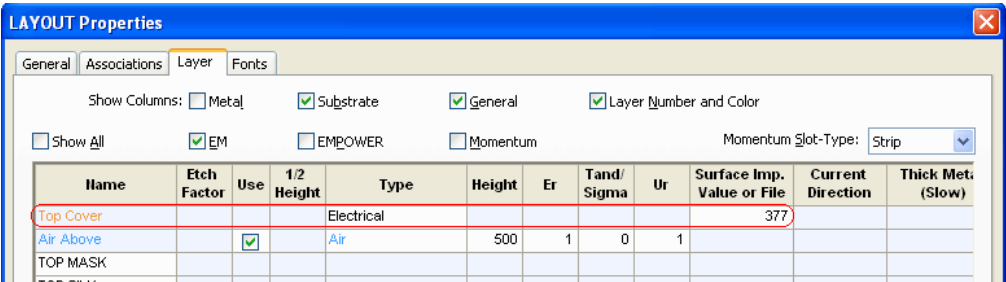 LAYOUT Properties
General Associations Layer Fonts
Show Columns: Metal Substrate General Layer Number and Color
Show All EM EMPOWER Momentum Momentum Slot-Type: Strip
Name Etch Factor Use 1/2 Height Type Height Er Tand/ Sigma Ur Surface Imp. Value or File Current Direction Thick Meta (Slow)
Top Cover Electrical 377
Air Above Air 500 1 0 1
TOP MASK